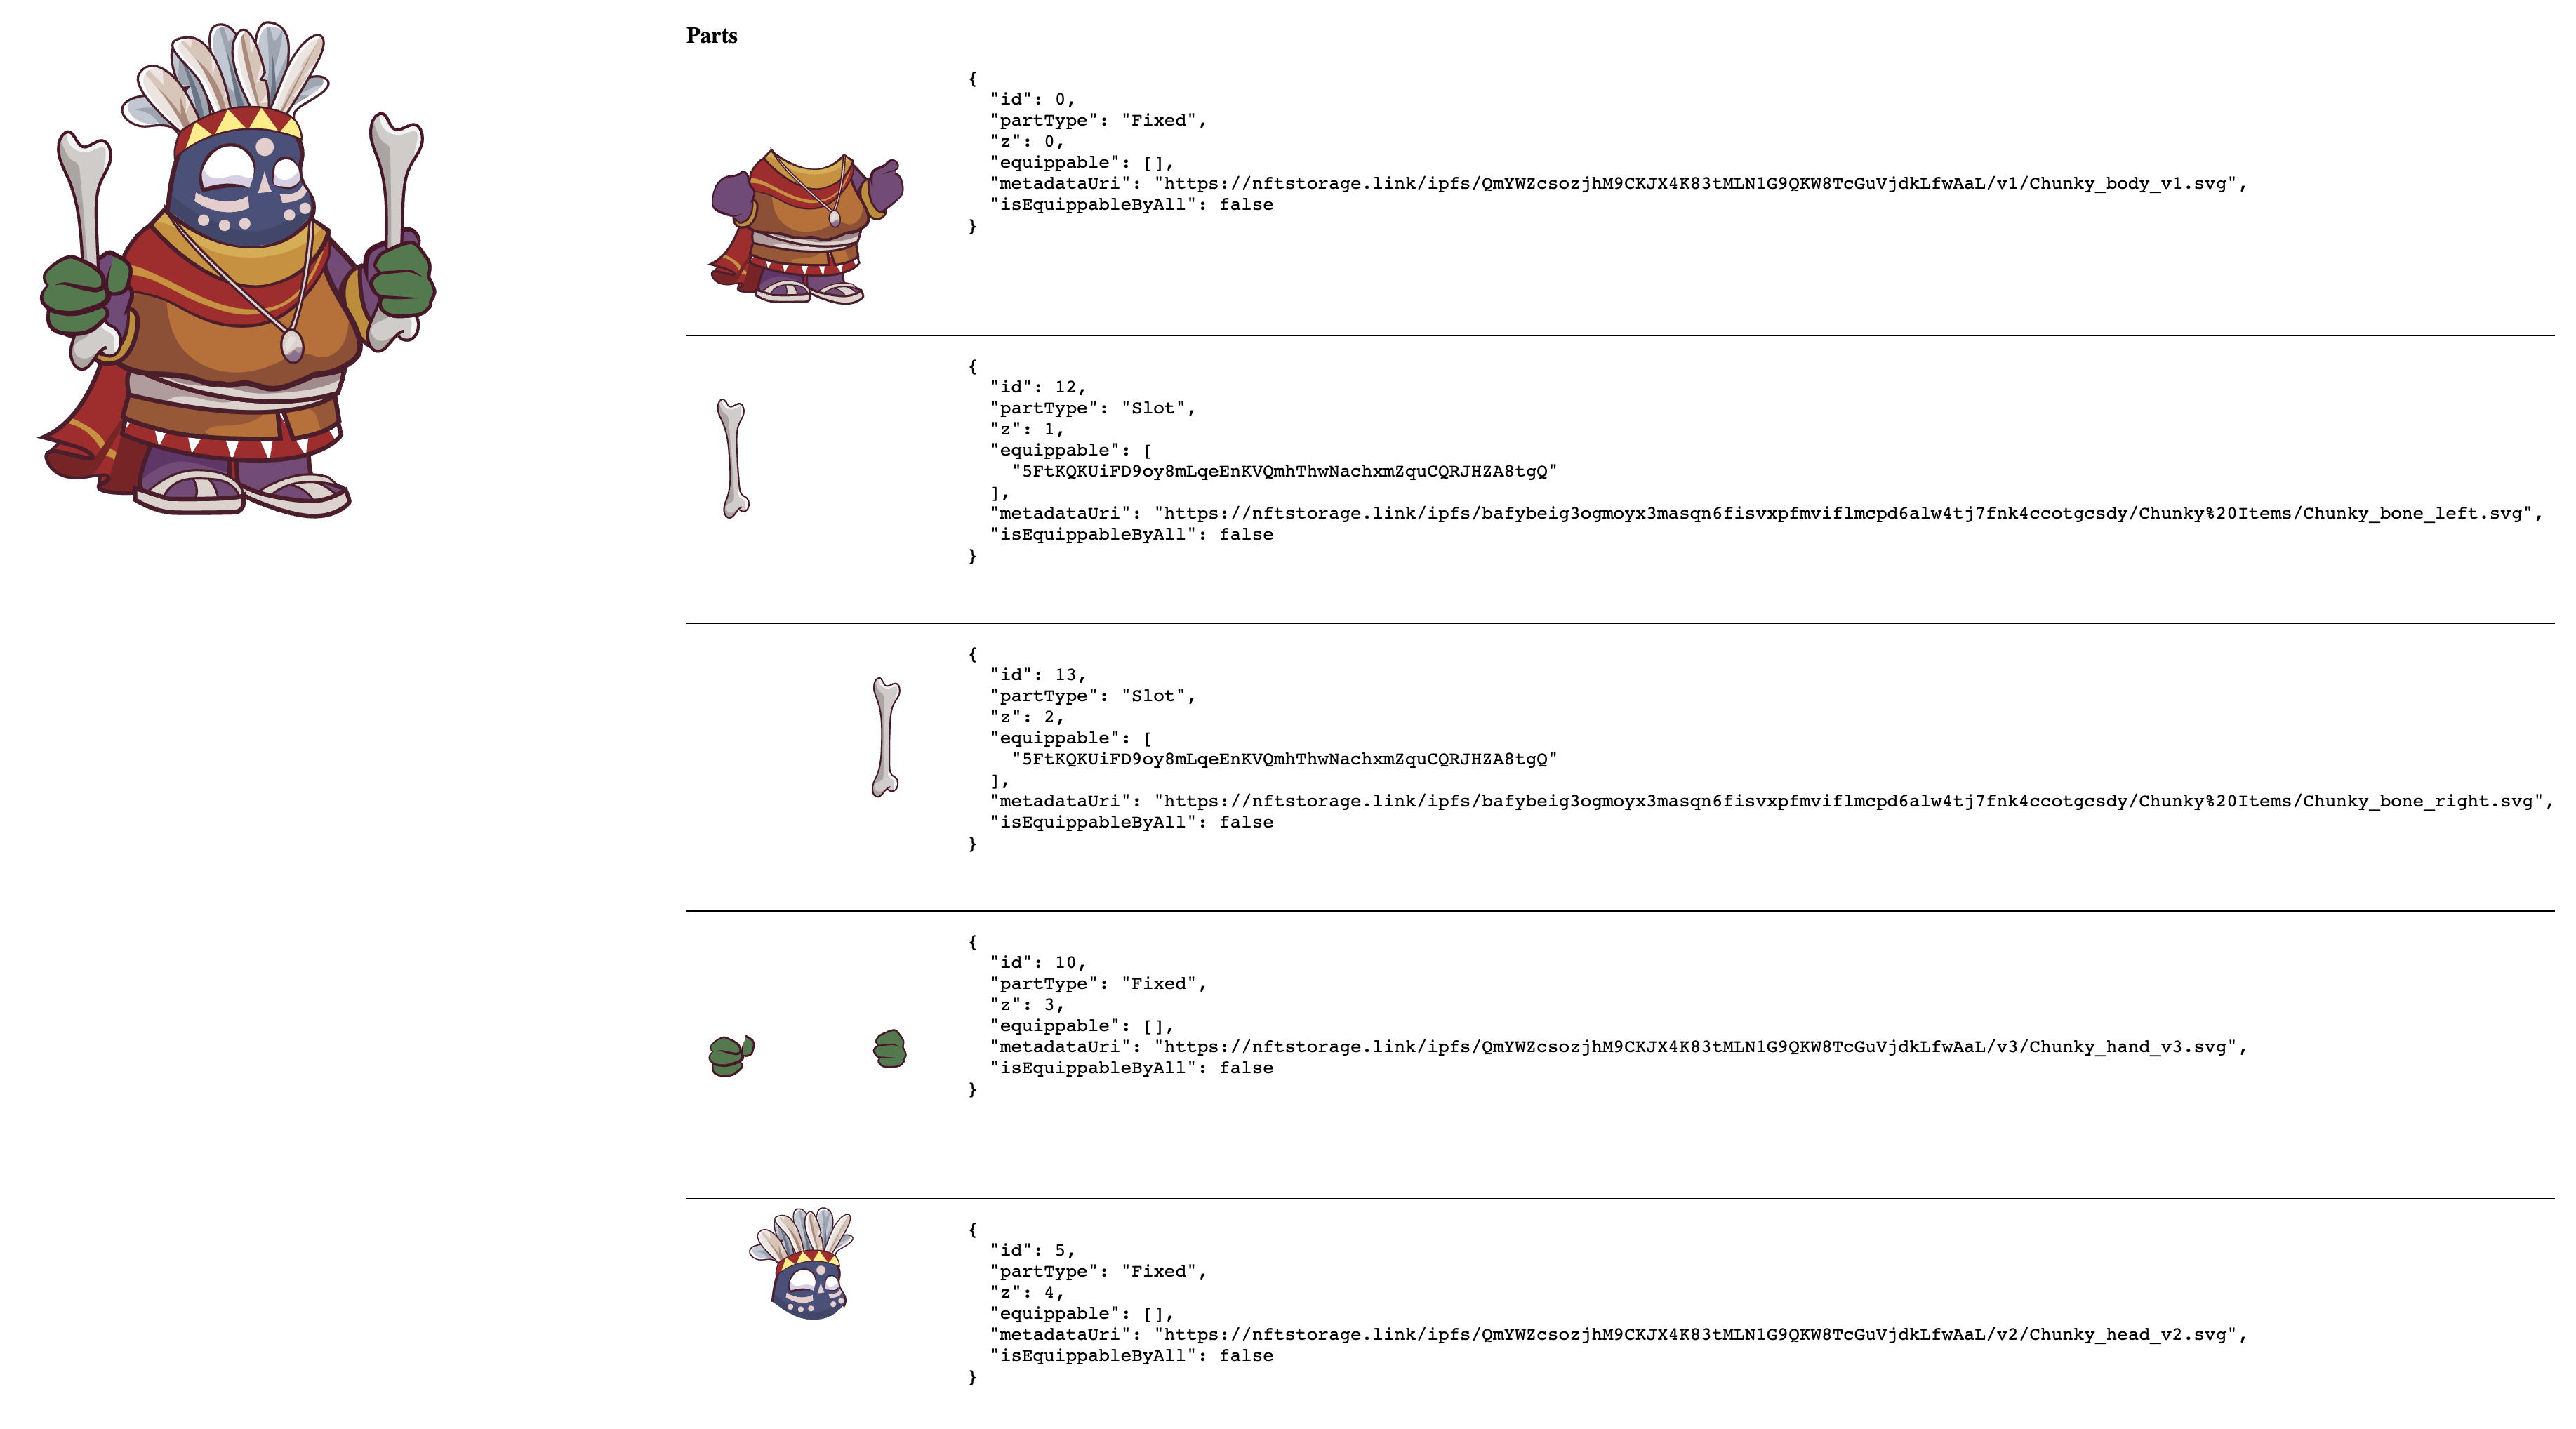 Parts
{
  "id": 0,
  "partType": "Fixed",
  "z": 0,
  "equippable": [],
  "metadataUri": "https://nftstorage.link/ipfs/QmYWZcsozjhM9CKJX4K83tMLN1G9QKW8TcGuVjdkLfwAaL/v1/Chunky_body_v1.svg",
  "isEquippableByAll": false
}
{
  "id": 12,
  "partType": "Slot",
  "z": 1,
  "equippable": [
    "5FtKQKUiFD9oy8mLqeEnKVQmhThwNachxmZquCQRJHZA8tgQ"
  ],
  "metadataUri": "https://nftstorage.link/ipfs/bafybeig3ogmoyx3masqn6fisvxpfmviflmcpd6alw4tj7fnk4ccotgcsdy/Chunky%20Items/Chunky_bone_left.svg",
  "isEquippableByAll": false
}
{
  "id": 13,
  "partType": "Slot",
  "z": 2,
  "equippable": [
    "5FtKQKUiFD9oy8mLqeEnKVQmhThwNachxmZquCQRJHZA8tgQ"
  ],
  "metadataUri": "https://nftstorage.link/ipfs/bafybeig3ogmoyx3masqn6fisvxpfmviflmcpd6alw4tj7fnk4ccotgcsdy/Chunky%20Items/Chunky_bone_right.svg",
  "isEquippableByAll": false
}
{
  "id": 10,
  "partType": "Fixed",
  "z": 3,
  "equippable": [],
  "metadataUri": "https://nftstorage.link/ipfs/QmYWZcsozjhM9CKJX4K83tMLN1G9QKW8TcGuVjdkLfwAaL/v3/Chunky_hand_v3.svg",
  "isEquippableByAll": false
}
{
  "id": 5,
  "partType": "Fixed",
  "z": 4,
  "equippable": [],
  "metadataUri": "https://nftstorage.link/ipfs/QmYWZcsozjhM9CKJX4K83tMLN1G9QKW8TcGuVjdkLfwAaL/v2/Chunky_head_v2.svg",
  "isEquippableByAll": false
}